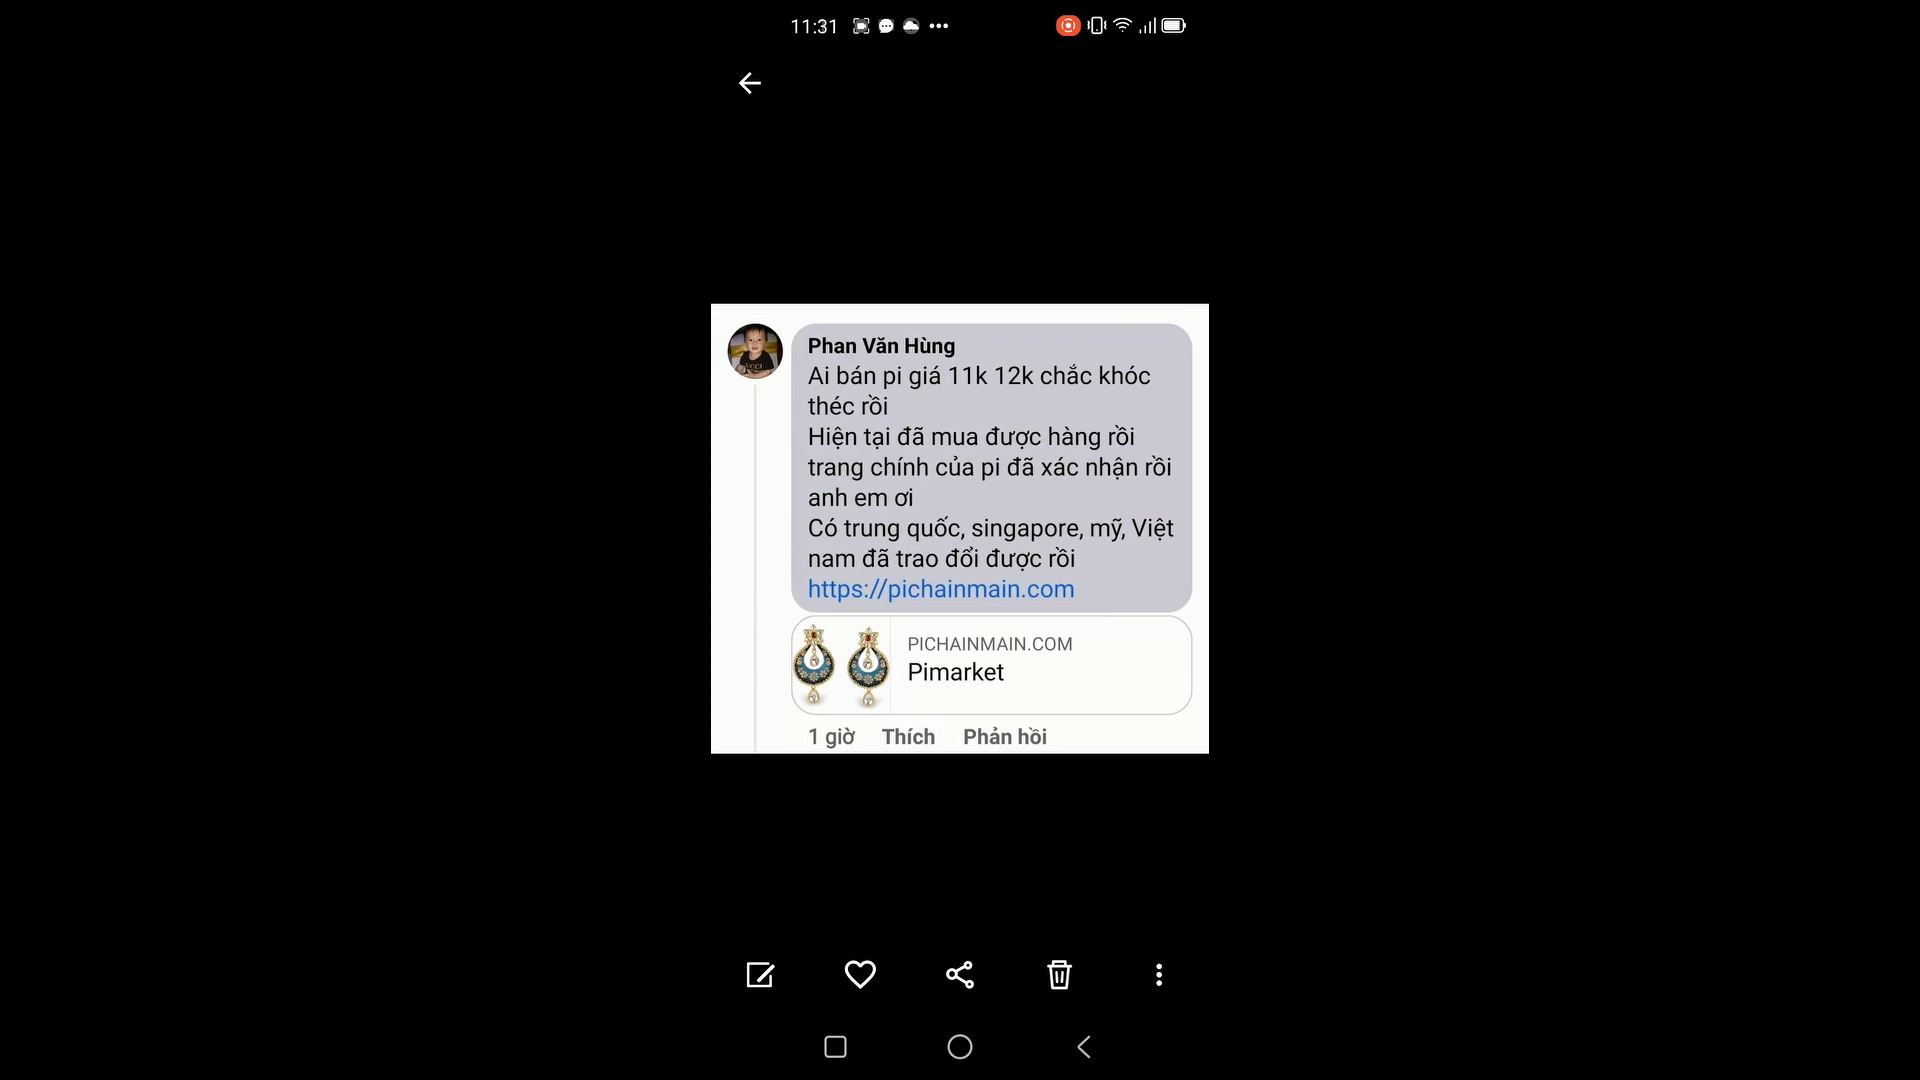 11:31
Phan Văn Hùng
Ai bán pi giá 11k 12k chắc khóc
théc rồi
Hiện tại đã mua được hàng rồi
trang chính của pi đã xác nhận rồi
anh em ơi
Có trung quốc, singapore, mỹ, Việt
nam đã trao đổi được rồi
https://pichainmain.com
PICHAINMAIN.COM
Pimarket
1 giờ Thích Phản hồi